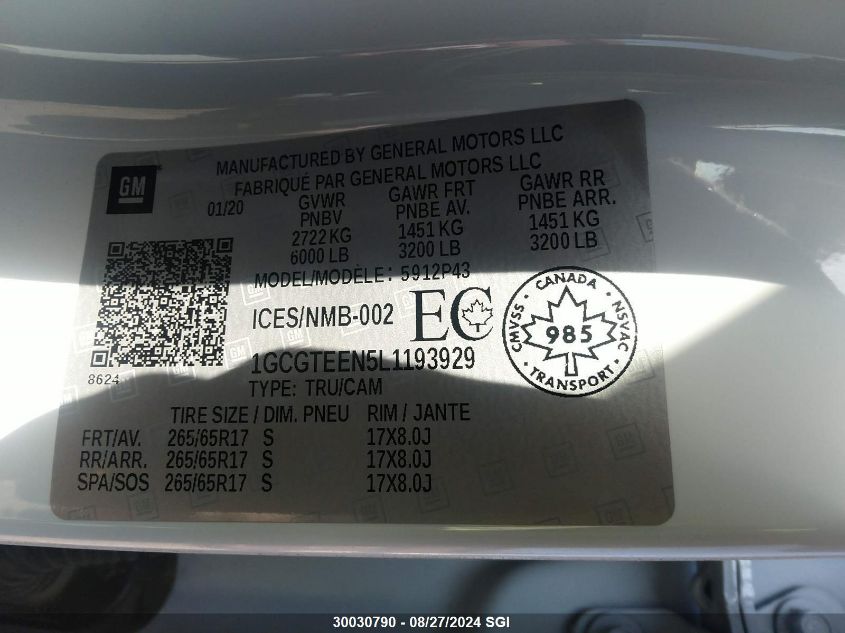 GM
MANUFACTURED BY GENERAL MOTORS LLC
FABRIQUÉ PAR GENERAL MOTORS LLC
01/20
GVWR GAWR FRT GAWR RR
PNBV PNBE AV. PNBE ARR.
2722 KG 1451 KG 1451 KG
6000 LB 3200 LB 3200 LB
MODEL/MODÈLE: 5912P43
ICES/NMB-002 EC
CANADA
CMVSS 985 NSVAC
TRANSPORT
8624
1GCGTEEN5L1193929
TYPE: TRU/CAM
TIRE SIZE / DIM. PNEU RIM / JANTE
FRT/AV. 265/65R17 S 17X8.0J
RR/ARR. 265/65R17 S 17X8.0J
SPA/SOS 265/65R17 S 17X8.0J
30030790 - 08/27/2024 SGI